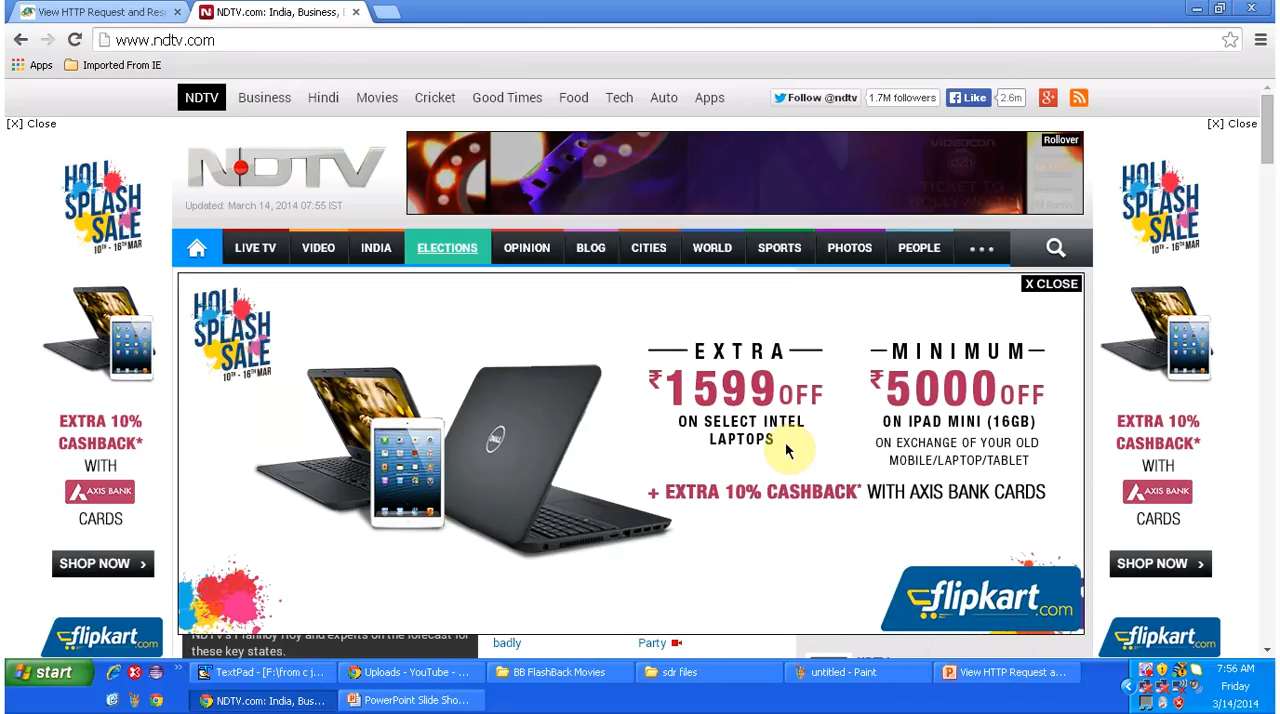 View HTTP Request and Res
NDTV.com: India, Business,
www.ndtv.com
Apps
Imported From IE
NDTV
Business
Hindi
Movies
Cricket
Good Times
Food
Tech
Auto
Apps
Follow @ndtv
1.7M followers
Like
2.6m
[X] Close
[X] Close
HOLI
SPLASH
SALE
10TH - 16TH MAR
EXTRA 10%
CASHBACK*
WITH
AXIS BANK
CARDS
SHOP NOW
flipkart.com
NDTV
Updated: March 14, 2014 07:55 IST
Rollover
VIDEOCON
d2h
TICKET TO
LIVE TV
VIDEO
INDIA
ELECTIONS
OPINION
BLOG
CITIES
WORLD
SPORTS
PHOTOS
PEOPLE
X CLOSE
HOLI
SPLASH
SALE
10TH - 16TH MAR
DELL
EXTRA
₹1599 OFF
ON SELECT INTEL
LAPTOPS
MINIMUM
₹5000 OFF
ON IPAD MINI (16GB)
ON EXCHANGE OF YOUR OLD
MOBILE/LAPTOP/TABLET
+ EXTRA 10% CASHBACK* WITH AXIS BANK CARDS
flipkart.com
these key states.
badly
Party
HOLI
SPLASH
SALE
10TH - 16TH MAR
EXTRA 10%
CASHBACK*
WITH
AXIS BANK
CARDS
SHOP NOW
flipkart.com
start
TextPad - [F:\from c j...
Uploads - YouTube - ...
BB FlashBack Movies
sdr files
untitled - Paint
View HTTP Request a...
NDTV.com: India, Bus...
PowerPoint Slide Sho...
7:56 AM
Friday
3/14/2014